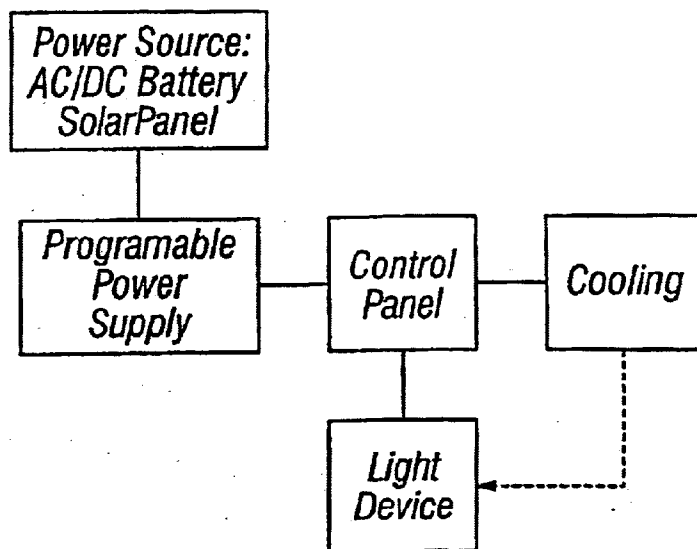 Power Source:
AC/DC Battery
SolarPanel
Programable
Power
Supply
Control
Panel
Cooling
Light
Device